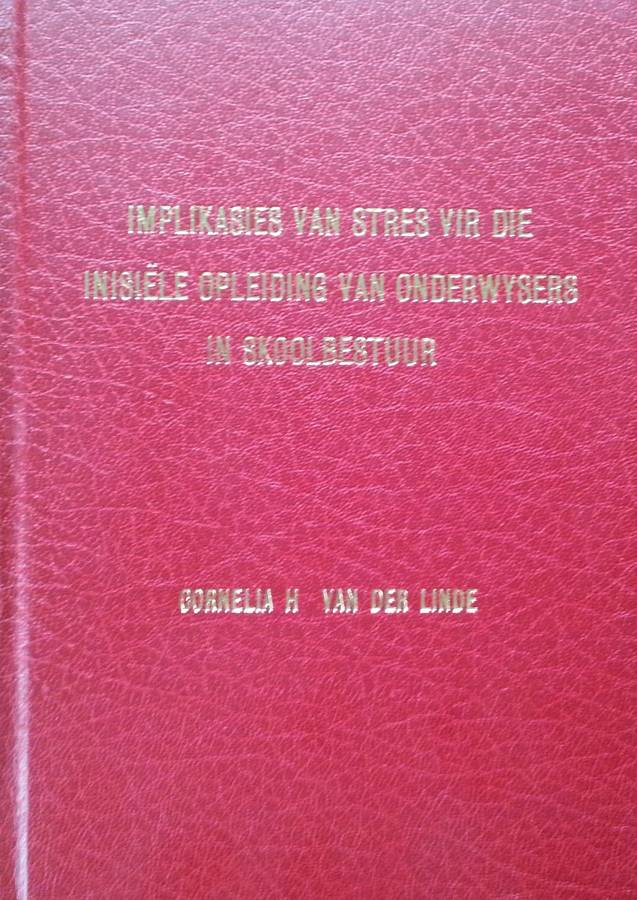 IMPLIKASIES VAN STRES VIR DIE
INISIËLE OPLEIDING VAN ONDERWYSERS
IN SKOOLBESTUUR
CORNELIA H VAN DER LINDE